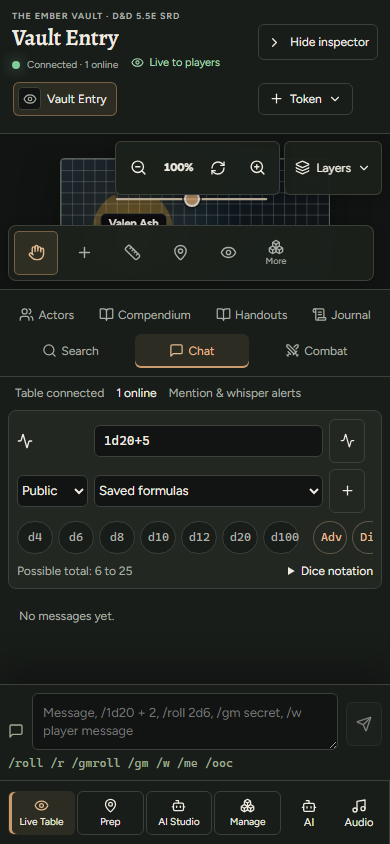 THE EMBER VAULT · D&D 5.5E SRD
Vault Entry
Connected · 1 online
Live to players
Hide inspector
Vault Entry
Token
100%
Layers
Valen Ash
More
Actors
Compendium
Handouts
Journal
Search
Chat
Combat
Table connected 1 online Mention & whisper alerts
1d20+5
Public
Saved formulas
d4 d6 d8 d10 d12 d20 d100 Adv Di
Possible total: 6 to 25
Dice notation
No messages yet.
Message, /1d20 + 2, /roll 2d6, /gm secret, /w
player message
/roll /r /gmroll /gm /w /me /ooc
Live Table
Prep
AI Studio
Manage
AI
Audio